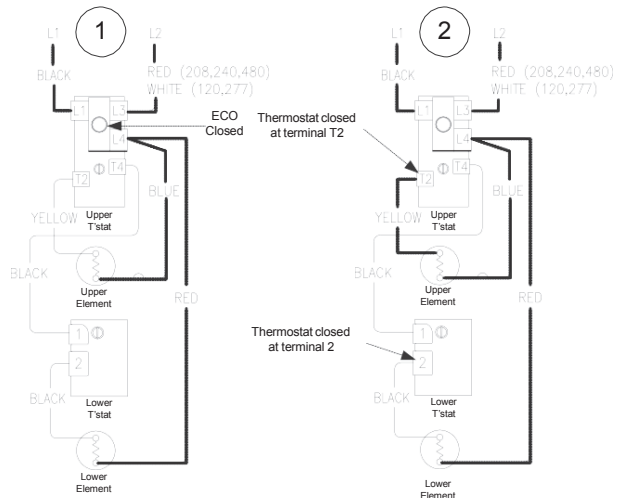 1
L1
L2
BLACK
RED (208,240,480)
WHITE (120,277)
L1
L3
L4
ECO
Closed
T2
T4
BLUE
YELLOW
Upper
T'stat
BLACK
Upper
Element
RED
1
2
BLACK
Lower
T'stat
Lower
Element
2
L1
L2
BLACK
RED (208,240,480)
WHITE (120,277)
Thermostat closed
at terminal T2
L1
L3
L4
T2
T4
BLUE
YELLOW
Upper
T'stat
BLACK
Upper
Element
RED
Thermostat closed
at terminal 2
1
2
BLACK
Lower
T'stat
Lower
Element